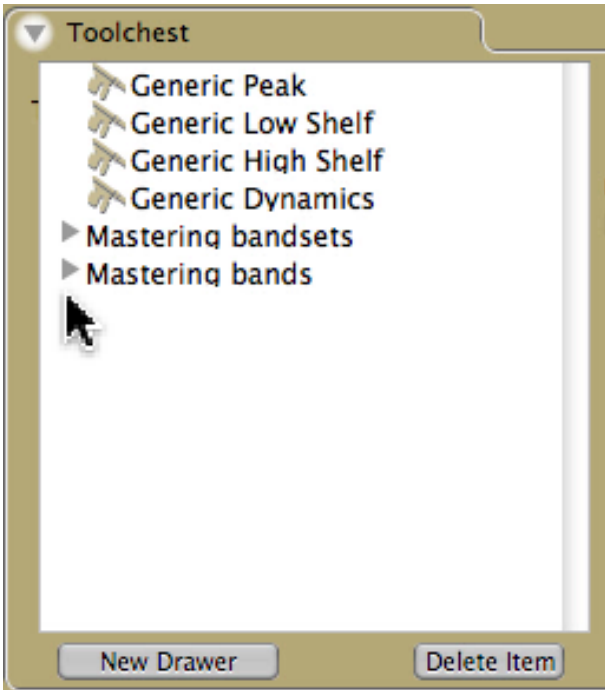 Toolchest
Generic Peak
Generic Low Shelf
Generic High Shelf
Generic Dynamics
Mastering bandsets
Mastering bands
New Drawer
Delete Item